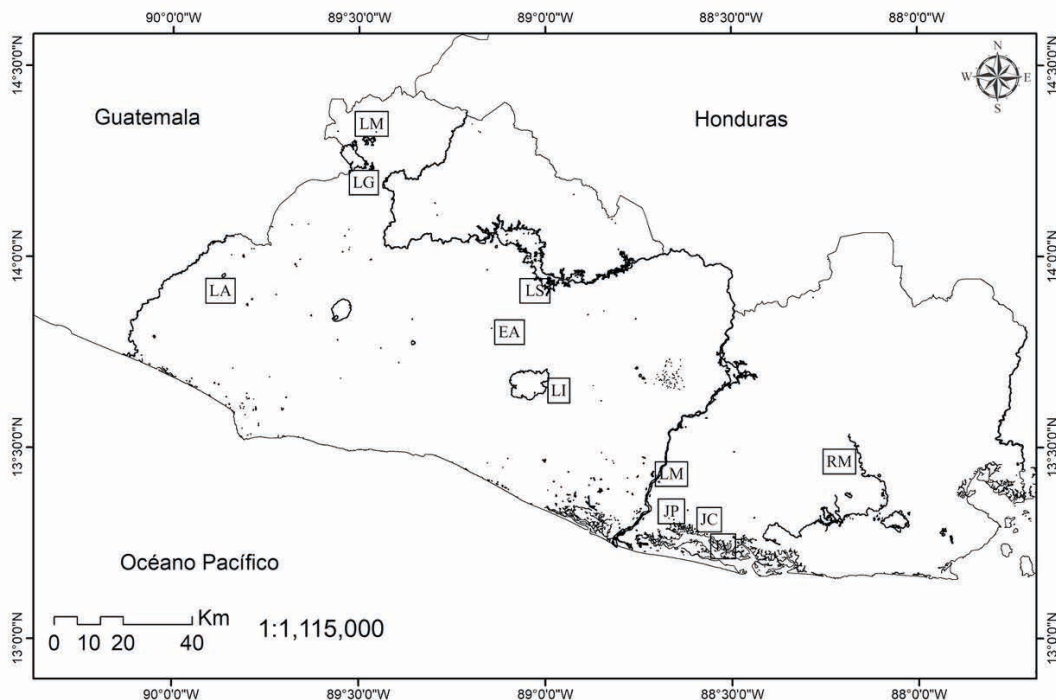 90°0'0"W 89°30'0"W 89°0'0"W 88°30'0"W 88°0'0"W
14°30'0"N 14°30'0"N
N
W E
S
Guatemala Honduras
LM
LG
14°0'0"N 14°0'0"N
LA LS
EA
LI
13°30'0"N 13°30'0"N
RM
LM
JP JC
Océano Pacífico
Km
0 10 20 40 1:1,115,000
13°0'0"N 13°0'0"N
90°0'0"W 89°30'0"W 89°0'0"W 88°30'0"W 88°0'0"W